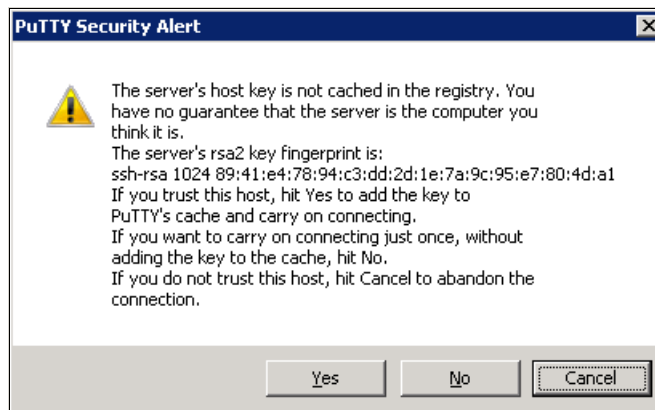 PuTTY Security Alert
The server's host key is not cached in the registry. You
have no guarantee that the server is the computer you
think it is.
The server's rsa2 key fingerprint is:
ssh-rsa 1024 89:41:e4:78:94:c3:dd:2d:1e:7a:9c:95:e7:80:4d:a1
If you trust this host, hit Yes to add the key to
PuTTY's cache and carry on connecting.
If you want to carry on connecting just once, without
adding the key to the cache, hit No.
If you do not trust this host, hit Cancel to abandon the
connection.
Yes No Cancel